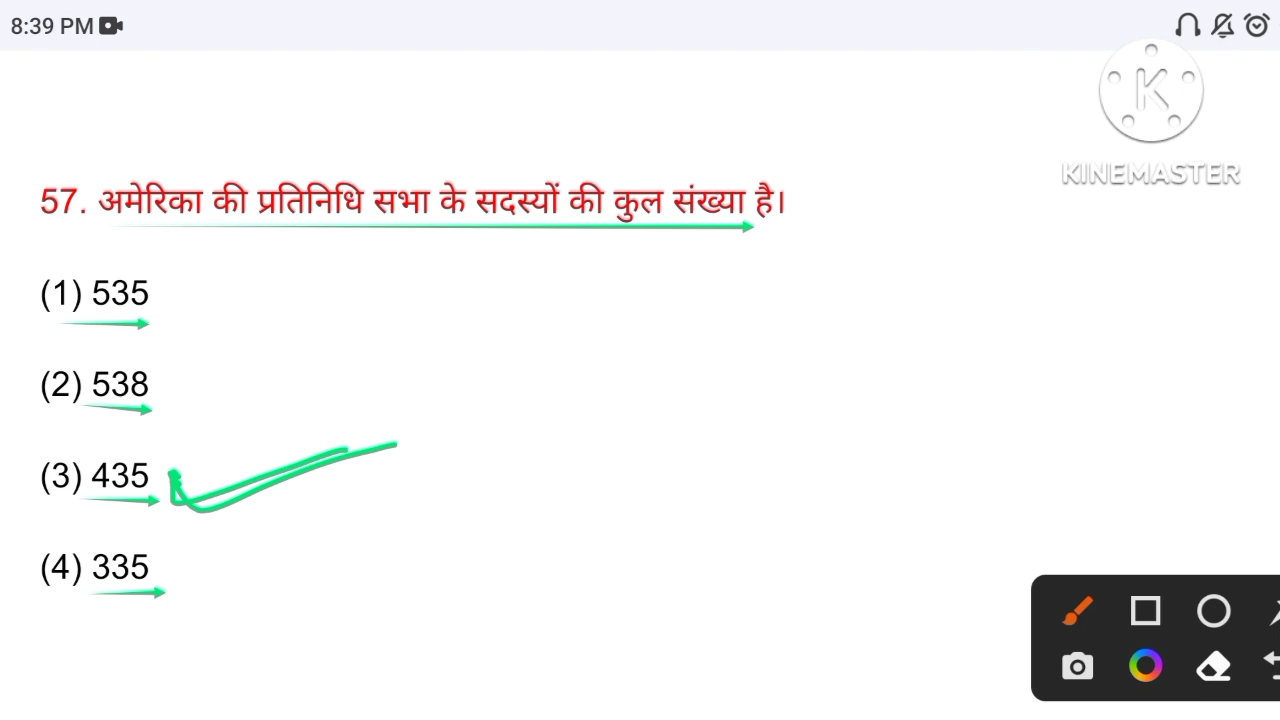 8:39 PM
K
KINEMASTER
57. अमेरिका की प्रतिनिधि सभा के सदस्यों की कुल संख्या है।
(1) 535
(2) 538
(3) 435
(4) 335